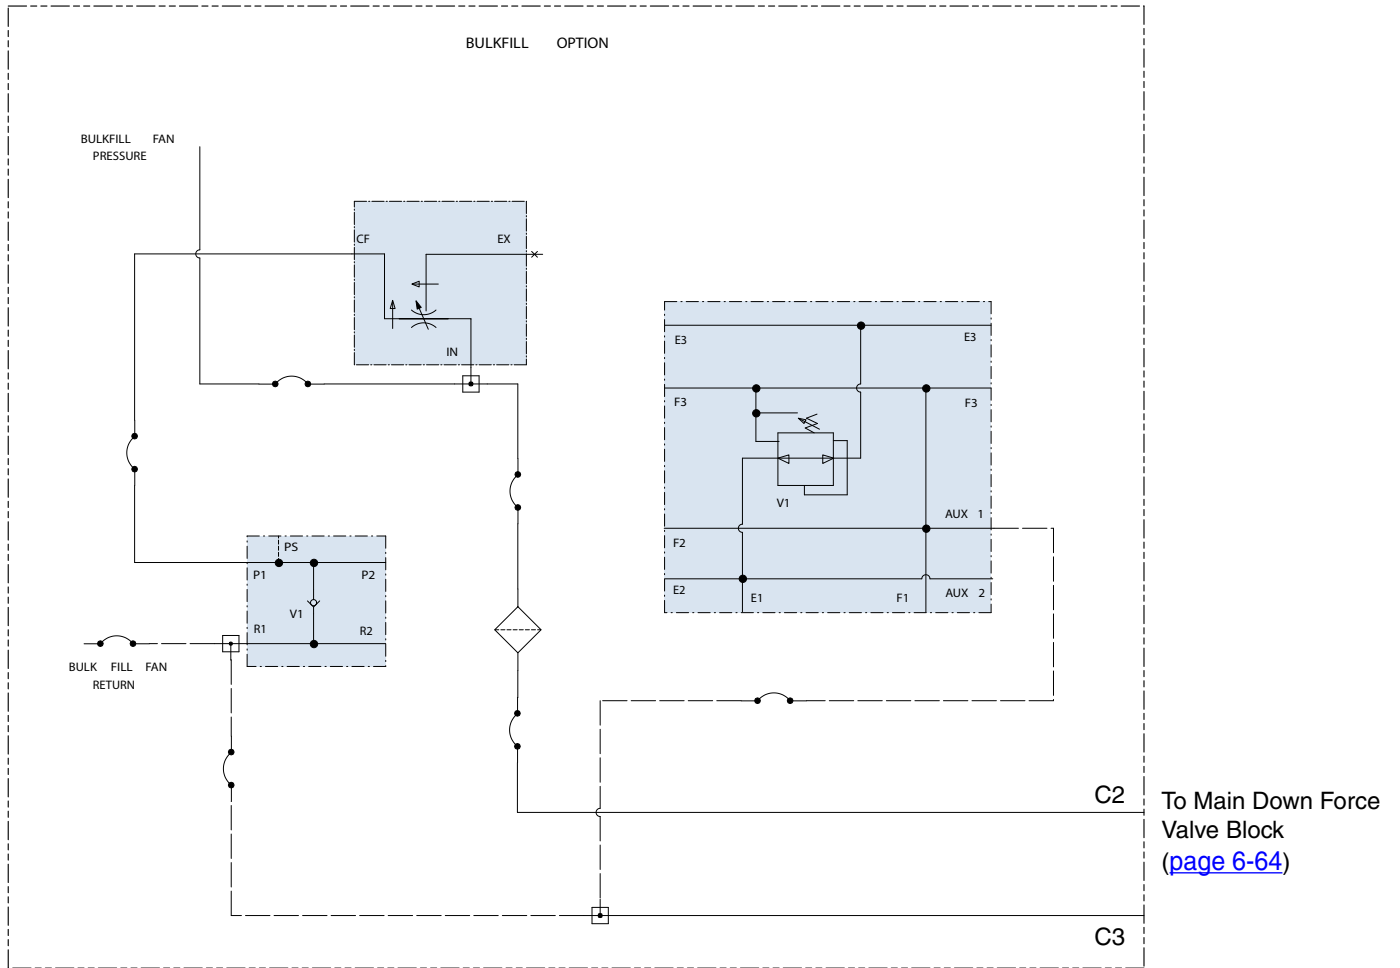 BULKFILL OPTION
BULKFILL FAN
PRESSURE
CF
EX
IN
E3
E3
F3
F3
V1
AUX 1
F2
E2
E1
F1
AUX 2
PS
P1
P2
V1
R1
R2
BULK FILL FAN
RETURN
C2
To Main Down Force
Valve Block
(page 6-64)
C3